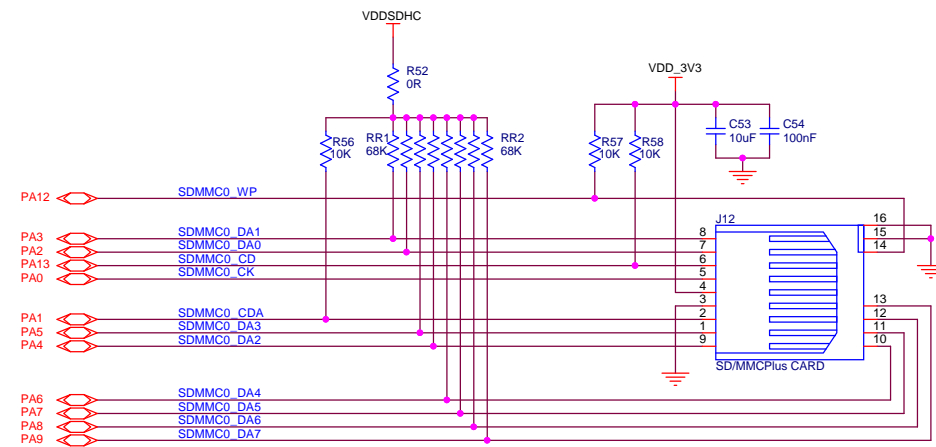 VDDSDHC
R52
0R
VDD_3V3
R56
10K
RR1
68K
RR2
68K
R57
10K
R58
10K
C53
10uF
C54
100nF
PA12 SDMMC0_WP
J12
PA3 SDMMC0_DA1 8
PA2 SDMMC0_DA0 7
PA13 SDMMC0_CD 6
PA0 SDMMC0_CK 5
4
3
PA1 SDMMC0_CDA 2
PA5 SDMMC0_DA3 1
PA4 SDMMC0_DA2 9
16
15
14
13
12
11
10
SD/MMCPlus CARD
PA6 SDMMC0_DA4
PA7 SDMMC0_DA5
PA8 SDMMC0_DA6
PA9 SDMMC0_DA7